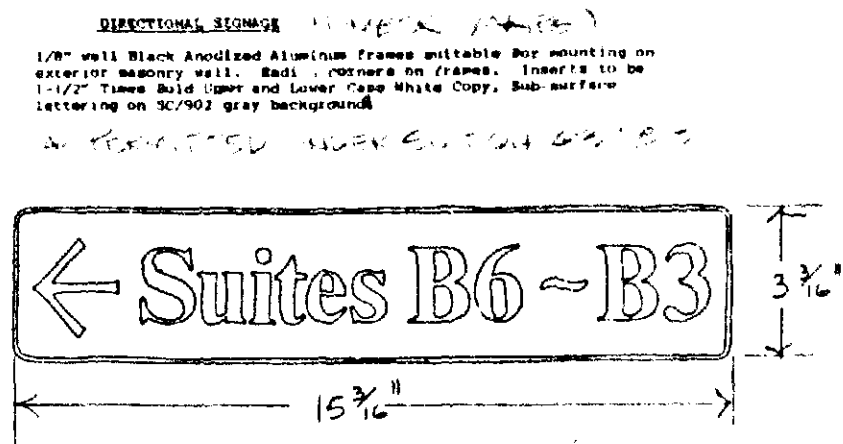 DIRECTIONAL SIGNAGE
1/8" wall Black Anodized Aluminum frames suitable for mounting on
exterior masonry wall. Radi corners on frames. Inserts to be
1-1/2" Times Bold Upper and Lower Case White Copy, Sub-surface
lettering on SC/902 gray background
← Suites B6 ~ B3
3 3/16"
15 3/16"